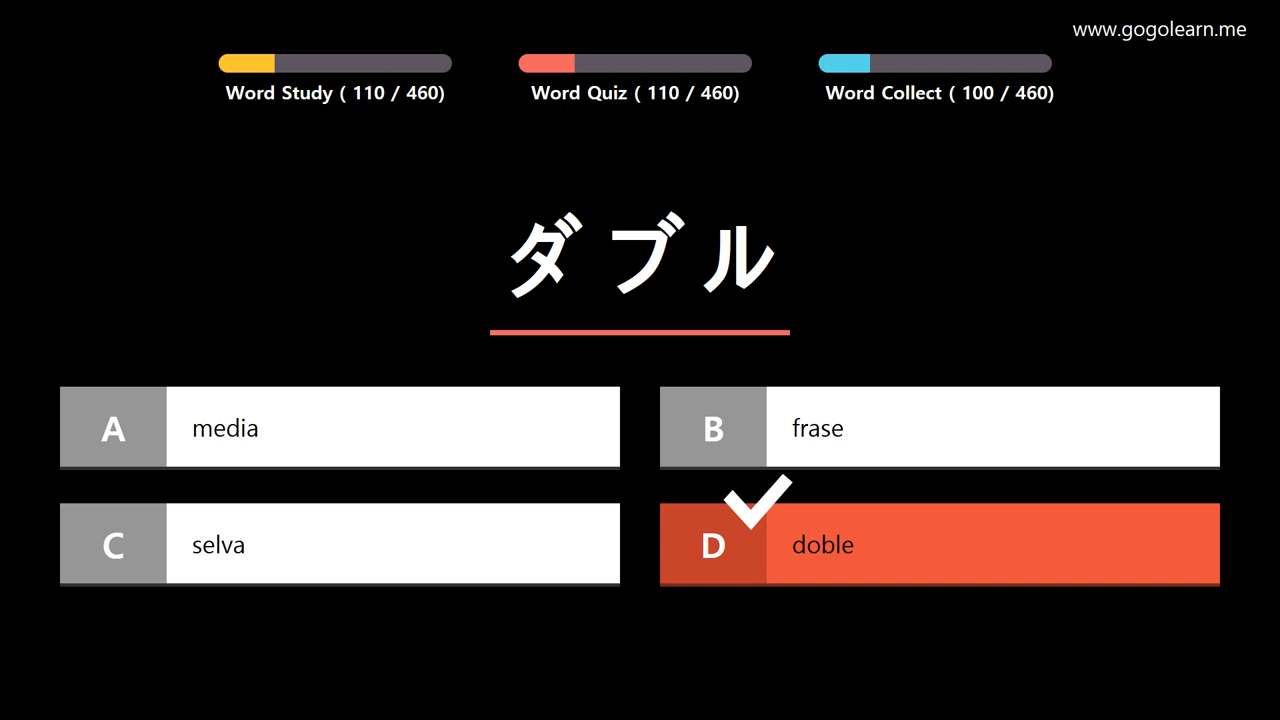 www.gogolearn.me
Word Study ( 110 / 460)
Word Quiz ( 110 / 460)
Word Collect ( 100 / 460)
ダブル
A media
B frase
C selva
D doble